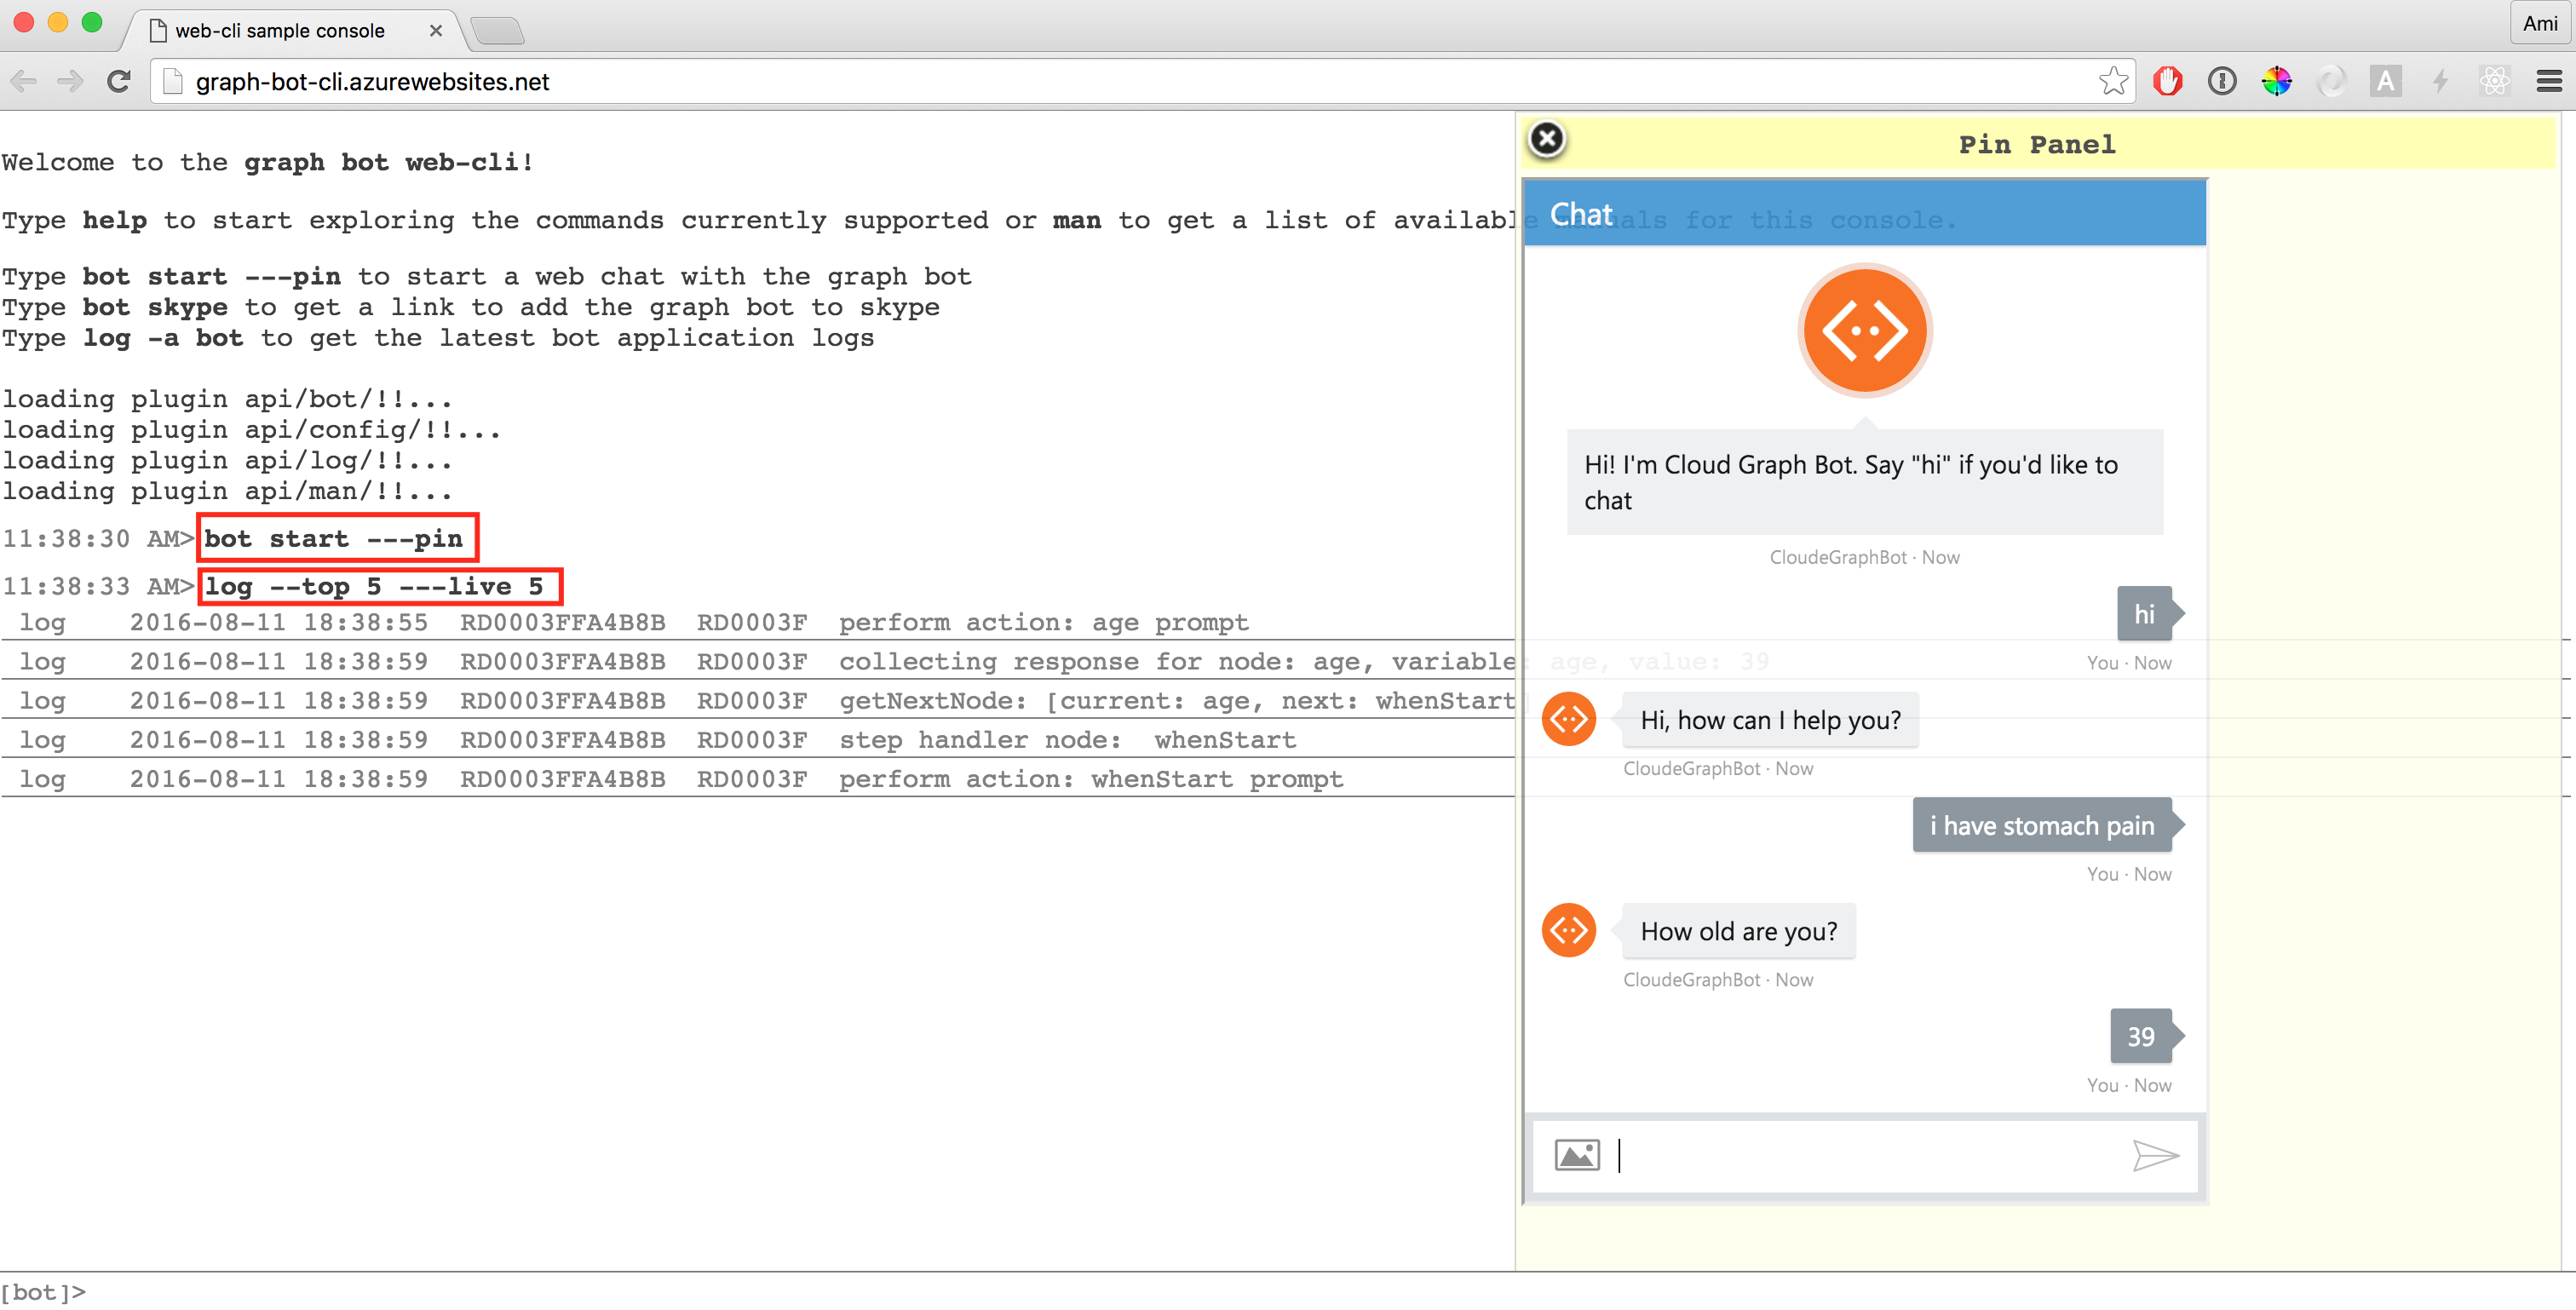 web-cli sample console
Ami
graph-bot-cli.azurewebsites.net
Welcome to the graph bot web-cli!
Type help to start exploring the commands currently supported or man to get a list of available manuals for this console.
Type bot start ---pin to start a web chat with the graph bot
Type bot skype to get a link to add the graph bot to skype
Type log -a bot to get the latest bot application logs
loading plugin api/bot/!!...
loading plugin api/config/!!...
loading plugin api/log/!!...
loading plugin api/man/!!...
11:38:30 AM>bot start ---pin
11:38:33 AM>log --top 5 ---live 5
log 2016-08-11 18:38:55 RD0003FFA4B8B RD0003F perform action: age prompt
log 2016-08-11 18:38:59 RD0003FFA4B8B RD0003F collecting response for node: age, variable: age, value: 39
log 2016-08-11 18:38:59 RD0003FFA4B8B RD0003F getNextNode: [current: age, next: whenStart]
log 2016-08-11 18:38:59 RD0003FFA4B8B RD0003F step handler node: whenStart
log 2016-08-11 18:38:59 RD0003FFA4B8B RD0003F perform action: whenStart prompt
[bot]>
Pin Panel
Chat
Hi! I'm Cloud Graph Bot. Say "hi" if you'd like to
chat
CloudeGraphBot · Now
hi
You · Now
Hi, how can I help you?
CloudeGraphBot · Now
i have stomach pain
You · Now
How old are you?
CloudeGraphBot · Now
39
You · Now